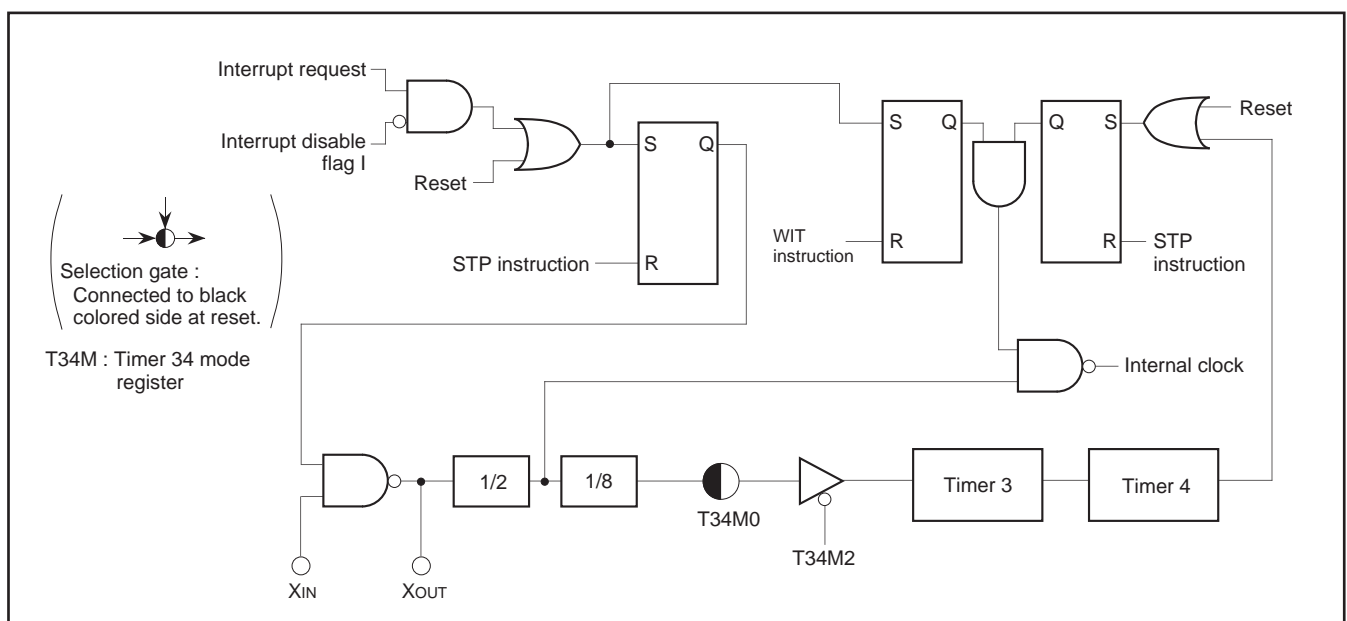 Interrupt request
Interrupt disable
flag I
Reset
S
Q
R
STP instruction
S
Q
R
WIT
instruction
Q
S
R
Reset
STP
instruction
Selection gate :
Connected to black
colored side at reset.
T34M : Timer 34 mode
register
Internal clock
1/2
1/8
T34M0
T34M2
Timer 3
Timer 4
XIN
XOUT